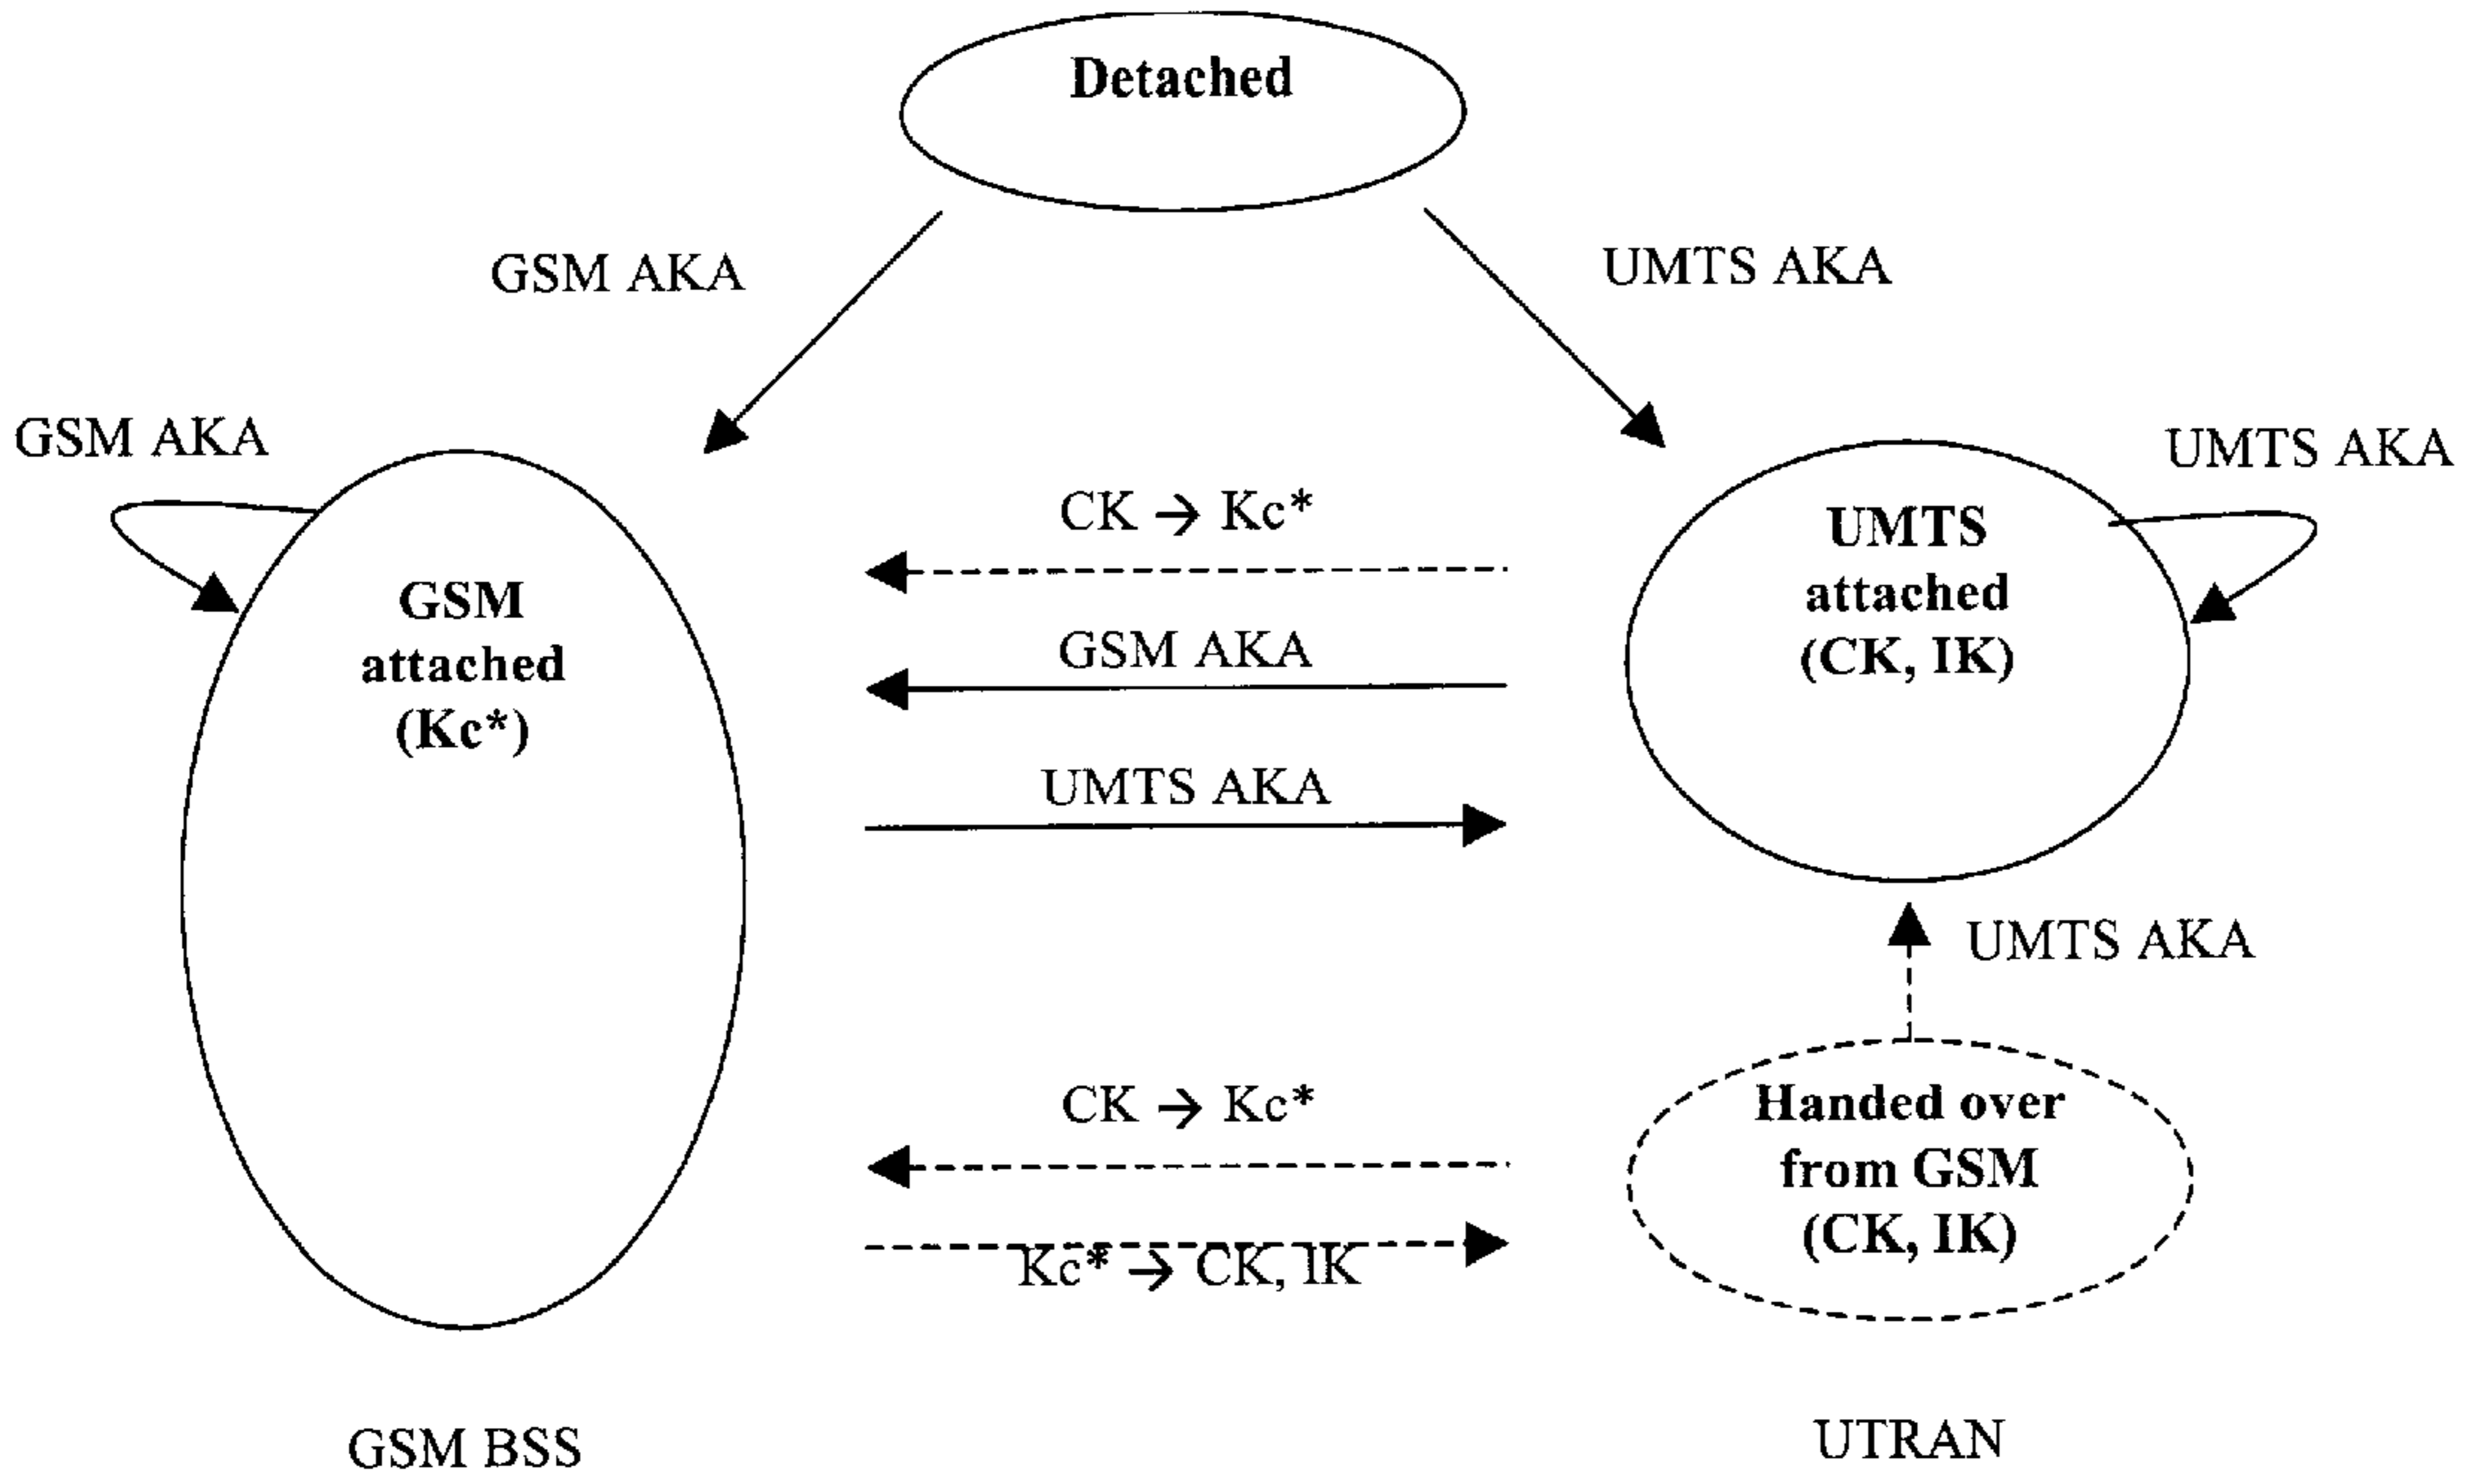 Detached
GSM AKA
UMTS AKA
GSM AKA
UMTS AKA
CK → Kc*
GSM
attached
(Kc*)
UMTS
attached
(CK, IK)
GSM AKA
UMTS AKA
UMTS AKA
CK → Kc*
Kc* → CK, IK
Handed over
from GSM
(CK, IK)
GSM BSS
UTRAN